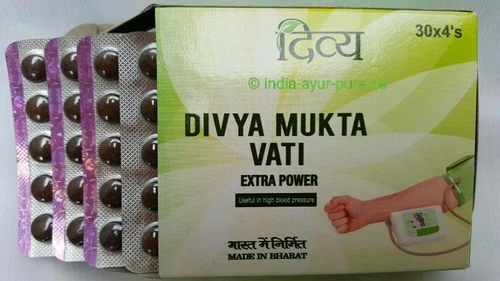 दिव्य
30x4's
© india-ayur-pure.de
DIVYA MUKTA
VATI
EXTRA POWER
Useful in high blood pressure
भारत में निर्मित
MADE IN BHARAT